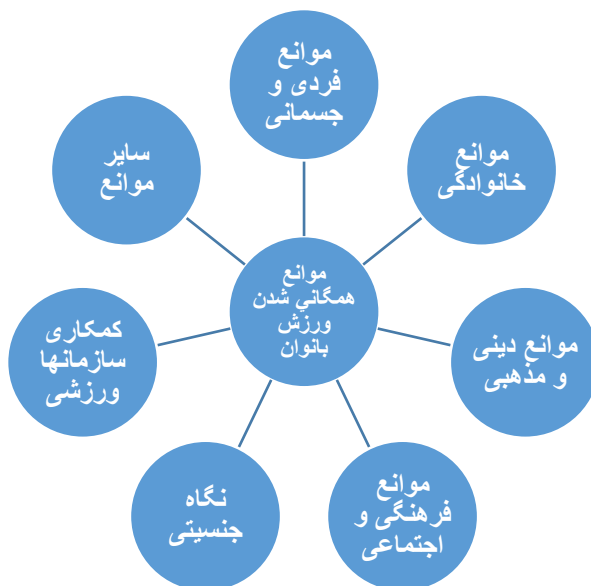 موانع
فردی و
جسمانی
موانع
خانوادگی
موانع دینی
و مذهبی
موانع
فرهنگی و
اجتماعی
نگاه
جنسیتی
کمکاری
سازمانها
ورزشی
سایر
موانع
موانع
همگاني شدن
ورزش
بانوان